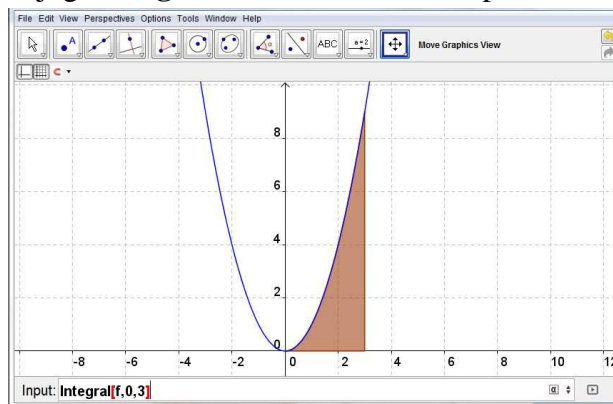 File Edit View Perspectives Options Tools Window Help
A ABC a=2 Move Graphics View
8
6
4
2
0
-8 -6 -4 -2 0 2 4 6 8 10 12
Input: Integral[f,0,3] α